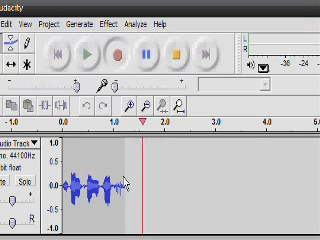 udacity
Edit View Project Generate Effect Analyze Help
L
R
-36 -24
- 1.0 0.0 1.0 2.0 3.0 4.0 5.0
udio Track 1.0
no, 44100Hz
bit float 0.5
Solo 0.0
- +
-0.5
R
-1.0